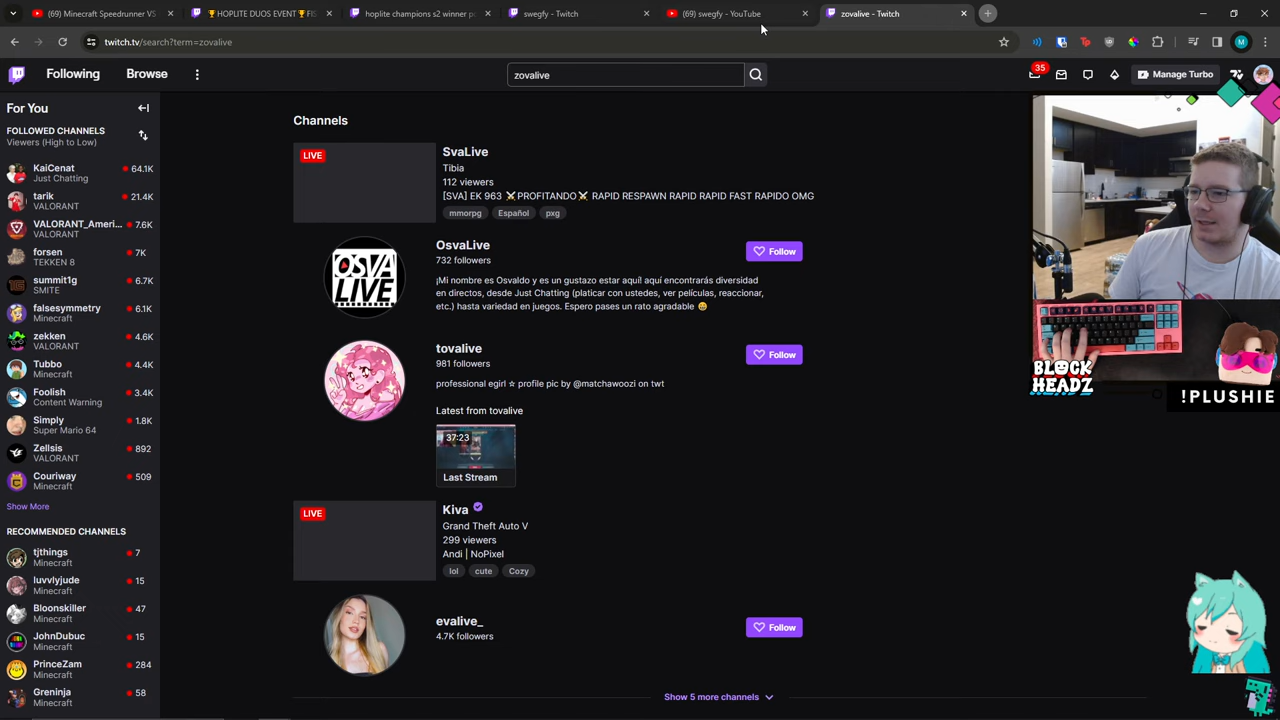 (69) Minecraft Speedrunner VS
🏆HOPLITE DUOS EVENT🏆FI
hoplite champions s2 winner p
swegfy - Twitch
(69) swegfy - YouTube
zovalive - Twitch
twitch.tv/search?term=zovalive
Following
Browse
zovalive
35
Manage Turbo
For You
FOLLOWED CHANNELS
Viewers (High to Low)
KaiCenat
64.1K
Just Chatting
tarik
21.4K
VALORANT
VALORANT_Ameri...
7.6K
VALORANT
forsen
7K
TEKKEN 8
summit1g
6.7K
SMITE
falsesymmetry
6.1K
Minecraft
zekken
4.6K
VALORANT
Tubbo
4.4K
Minecraft
Foolish
3.4K
Content Warning
Simply
1.8K
Super Mario 64
Zellsis
892
VALORANT
Couriway
509
Minecraft
Show More
RECOMMENDED CHANNELS
tjthings
7
Minecraft
luvvlyjude
15
Minecraft
Bloonskiller
47
Minecraft
JohnDubuc
15
Minecraft
PrinceZam
284
Minecraft
Greninja
58
Minecraft
Channels
LIVE
SvaLive
Tibia
112 viewers
[SVA] EK 963 ⚔️PROFITANDO⚔️ RAPID RESPAWN RAPID RAPID FAST RAPIDO OMG
mmorpg
Español
pxg
OSVA
LIVE
OsvaLive
732 followers
Follow
¡Mi nombre es Osvaldo y es un gustazo estar aquí! aquí encontrarás diversidad
en directos, desde Just Chatting (platicar con ustedes, ver películas, reaccionar,
etc.) hasta variedad en juegos. Espero pases un rato agradable 😄
tovalive
981 followers
Follow
professional egirl ☆ profile pic by @matchawoozi on twt
Latest from tovalive
37:23
Last Stream
LIVE
Kiva
Grand Theft Auto V
299 viewers
Andi | NoPixel
lol
cute
Cozy
evalive_
4.7K followers
Follow
Show 5 more channels
BLOCK
HEADZ
!PLUSHIE
M